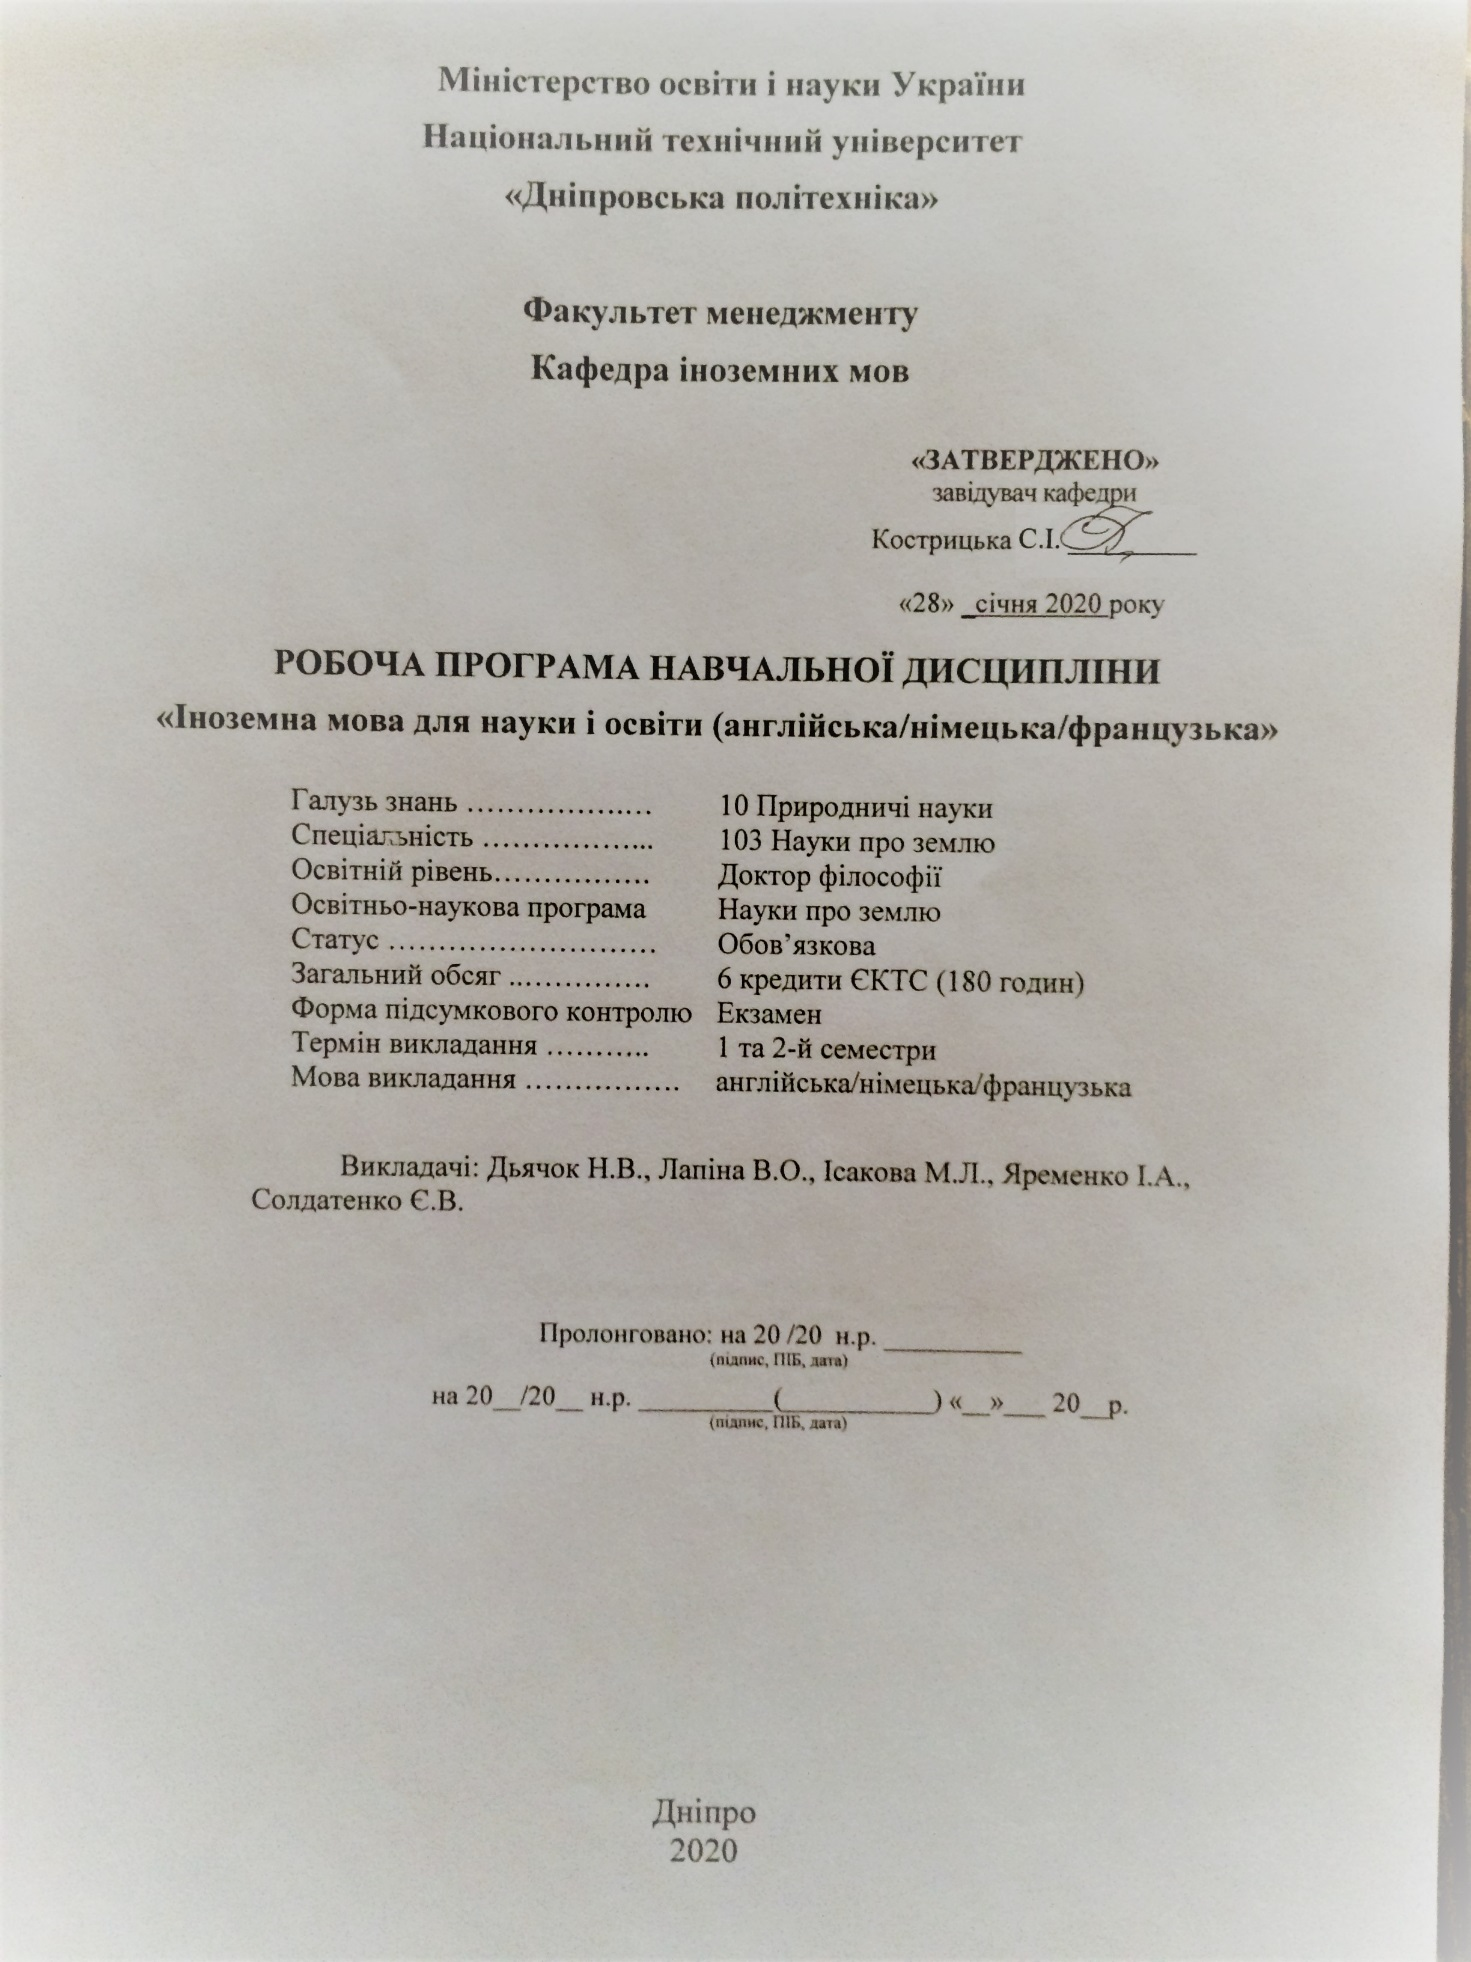 Міністерство освіти і науки України
Національний технічний університет
«Дніпровська політехніка»
Факультет менеджменту
Кафедра іноземних мов
«ЗАТВЕРДЖЕНО»
завідувач кафедри
Кострицька С.І. ________
«28» _січня 2020 року
РОБОЧА ПРОГРАМА НАВЧАЛЬНОЇ ДИСЦИПЛІНИ
«Іноземна мова для науки і освіти (англійська/німецька/французька»
Галузь знань ……………… 10 Природничі науки
Спеціальність …………….. 103 Науки про землю
Освітній рівень……………. Доктор філософії
Освітньо-наукова програма Науки про землю
Статус …………………….. Обов’язкова
Загальний обсяг ..………… 6 кредити ЄКТС (180 годин)
Форма підсумкового контролю Екзамен
Термін викладання ……….. 1 та 2-й семестри
Мова викладання ……………. англійська/німецька/французька
Викладачі: Дьячок Н.В., Лапіна В.О., Ісакова М.Л., Яременко І.А.,
Солдатенко Є.В.
Пролонговано: на 20 /20 н.р. __________
(підпис, ПІБ, дата)
на 20__/20__ н.р. __________(___________) «__»___ 20__р.
(підпис, ПІБ, дата)
Дніпро
2020